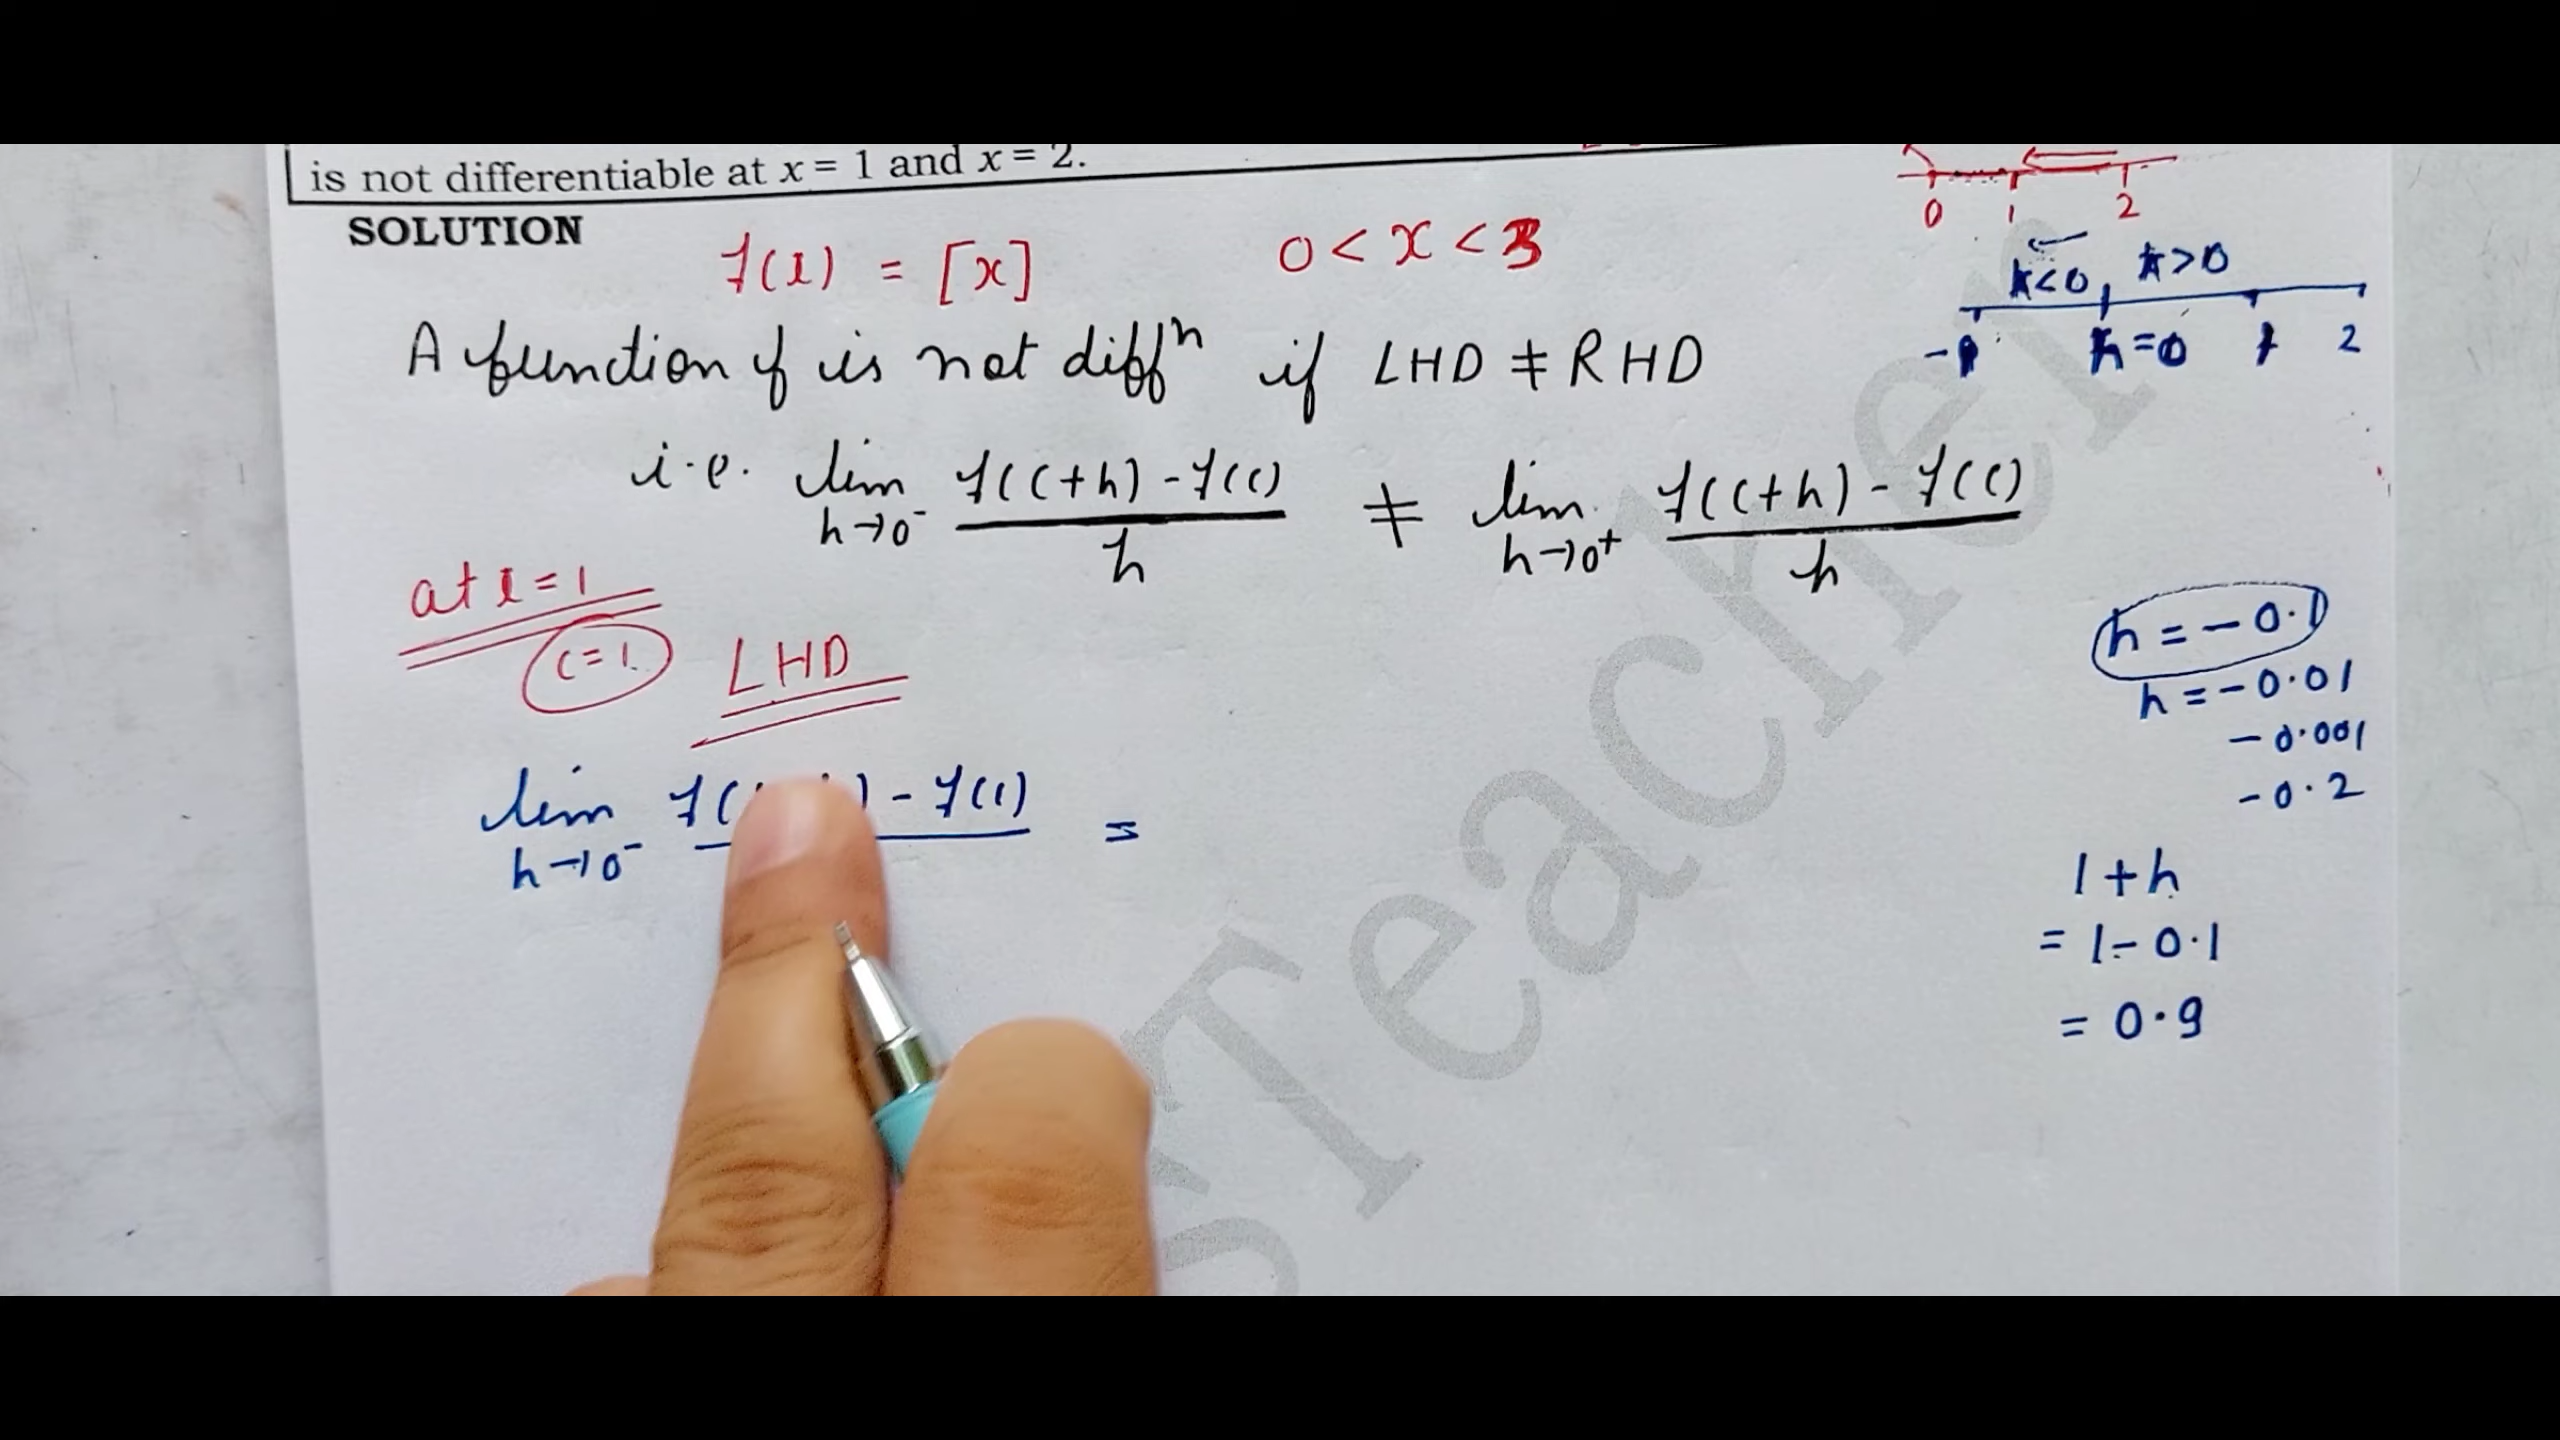 is not differentiable at x = 1 and x = 2.
SOLUTION
f(x) = [x] 0 < x < 3
0 1 2
h<0, h>0
-1 h=0 1 2
A function f is not diffⁿ if LHD ≠ RHD
i.e. lim h→0⁻ f(c+h) - f(c) / h ≠ lim h→0⁺ f(c+h) - f(c) / h
at x = 1
c=1. LHD
lim h→0⁻ f( ) - f(1) =
h = -0.1
h = -0.01
-0.001
-0.2
1+h
= 1-0.1
= 0.9
Teacher